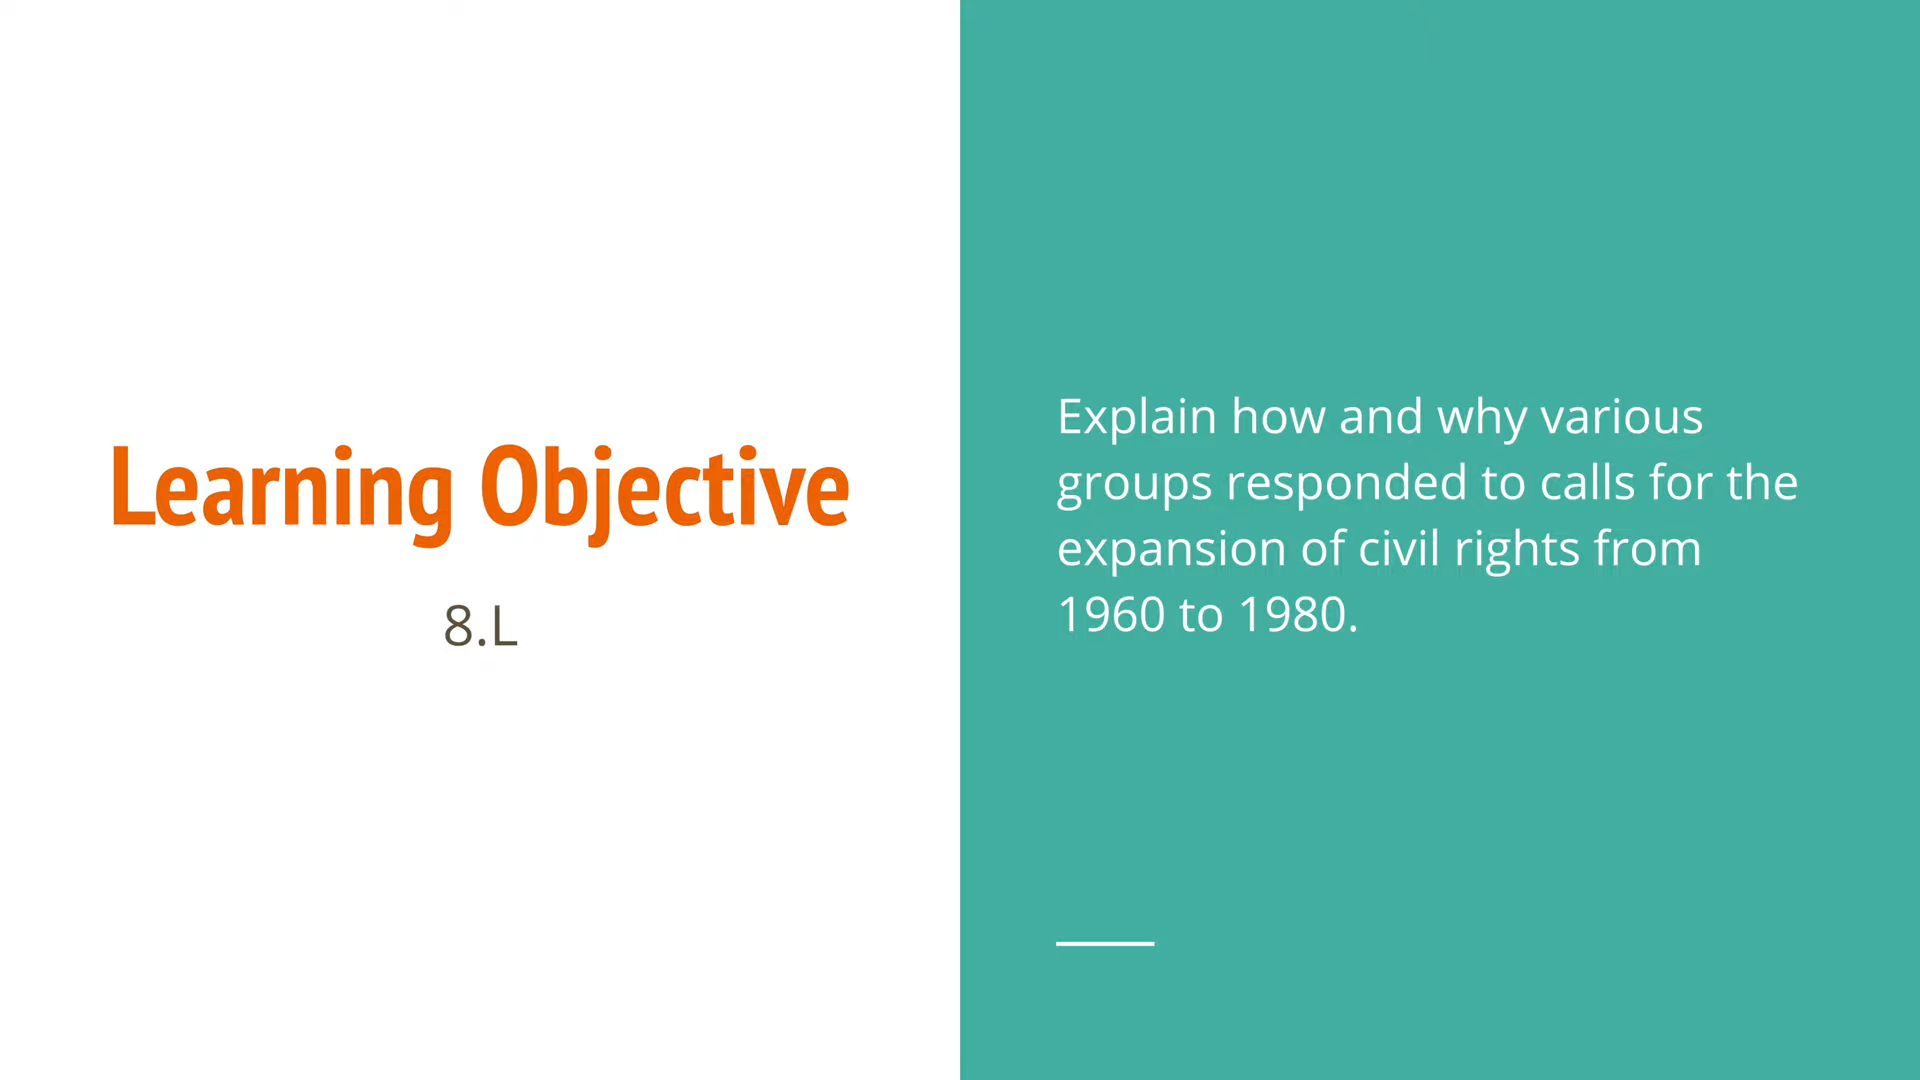 Learning Objective
8.L
Explain how and why various
groups responded to calls for the
expansion of civil rights from
1960 to 1980.